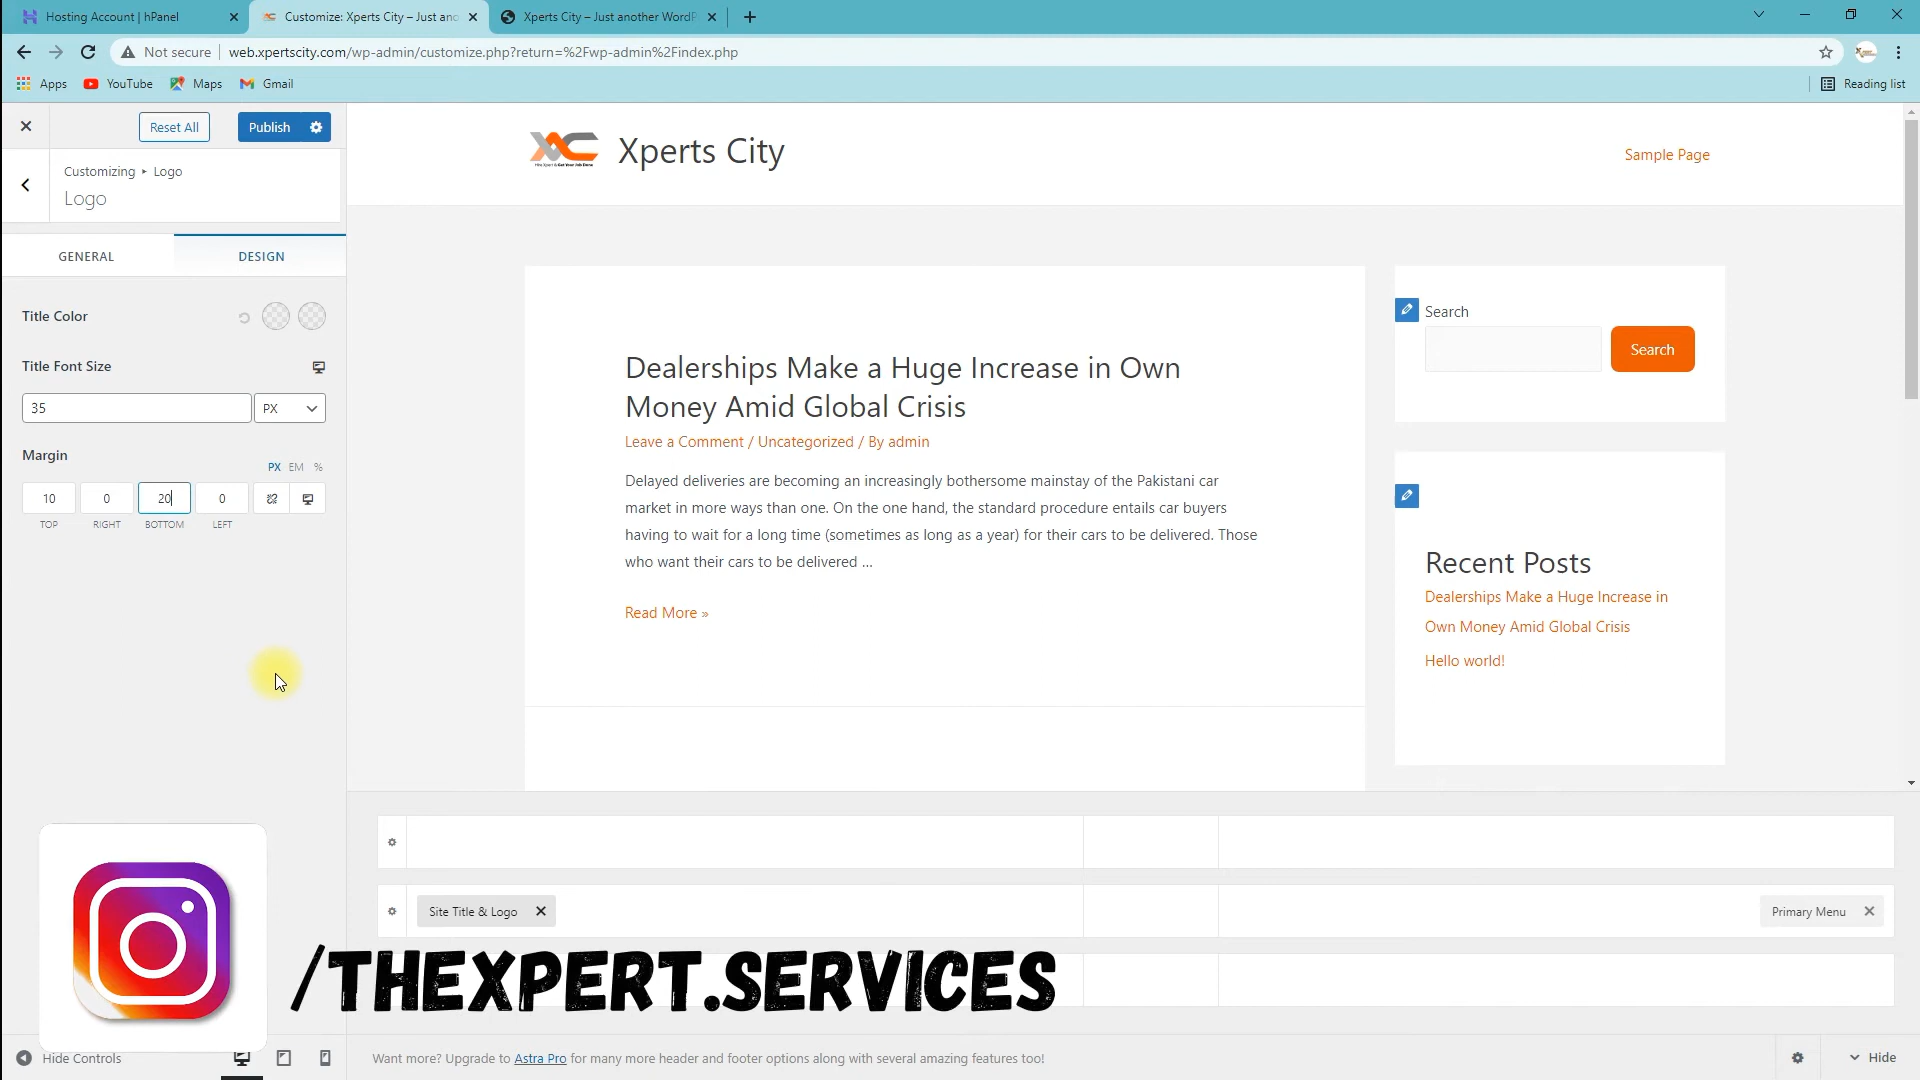 Hosting Account | hPanel
Customize: Xperts City – Just ano
Xperts City – Just another WordP
Not secure
web.xpertscity.com/wp-admin/customize.php?return=%2Fwp-admin%2Findex.php
Apps
YouTube
Maps
Gmail
Reading list
Reset All
Publish
Customizing ▸ Logo
Logo
GENERAL
DESIGN
Title Color
Title Font Size
35
PX
Margin
PX EM %
10
0
20
0
TOP
RIGHT
BOTTOM
LEFT
Xperts City
Sample Page
Dealerships Make a Huge Increase in Own
Money Amid Global Crisis
Leave a Comment / Uncategorized / By admin
Delayed deliveries are becoming an increasingly bothersome mainstay of the Pakistani car
market in more ways than one. On the one hand, the standard procedure entails car buyers
having to wait for a long time (sometimes as long as a year) for their cars to be delivered. Those
who want their cars to be delivered …
Read More »
Search
Search
Recent Posts
Dealerships Make a Huge Increase in
Own Money Amid Global Crisis
Hello world!
Site Title & Logo
Primary Menu
/THEXPERT.SERVICES
Hide Controls
Want more? Upgrade to Astra Pro for many more header and footer options along with several amazing features too!
Hide